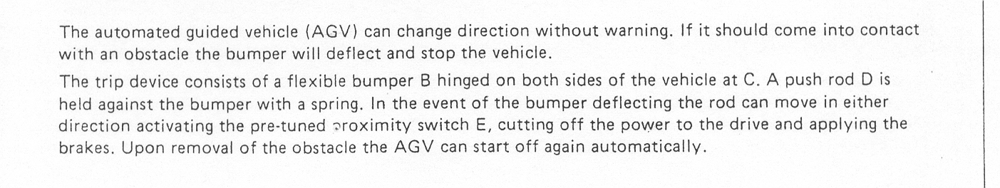 The automated guided vehicle (AGV) can change direction without warning. If it should come into contact
with an obstacle the bumper will deflect and stop the vehicle.
The trip device consists of a flexible bumper B hinged on both sides of the vehicle at C. A push rod D is
held against the bumper with a spring. In the event of the bumper deflecting the rod can move in either
direction activating the pre-tuned proximity switch E, cutting off the power to the drive and applying the
brakes. Upon removal of the obstacle the AGV can start off again automatically.